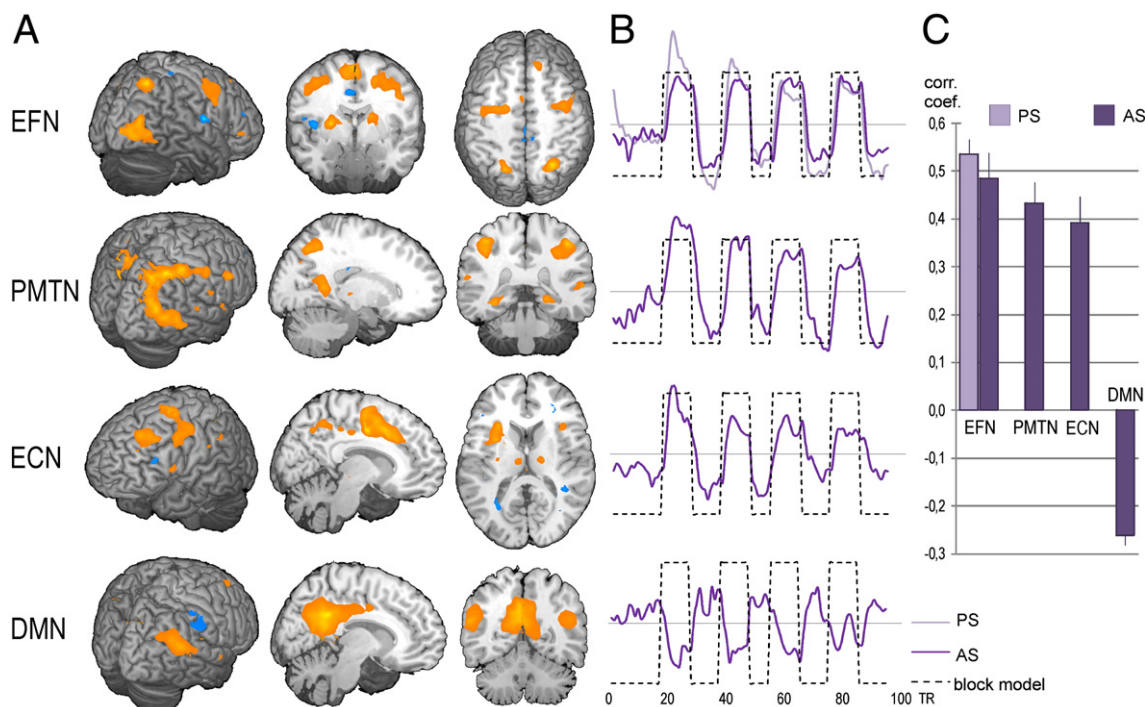 A
B
C
EFN
PMTN
ECN
DMN
0 20 40 60 80 100 TR
PS
AS
block model
corr.
coef.
PS AS
0,6
0,5
0,4
0,3
0,2
0,1
0,0
-0,1
-0,2
-0,3
EFN PMTN ECN DMN